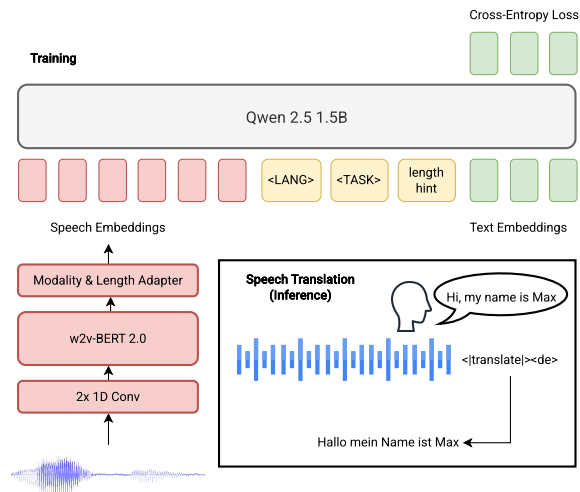 Cross-Entropy Loss
Training
Qwen 2.5 1.5B
<LANG>
<TASK>
length
hint
Speech Embeddings
Text Embeddings
Modality & Length Adapter
w2v-BERT 2.0
2x 1D Conv
Speech Translation
(Inference)
Hi, my name is Max
<|translate|><de>
Hallo mein Name ist Max